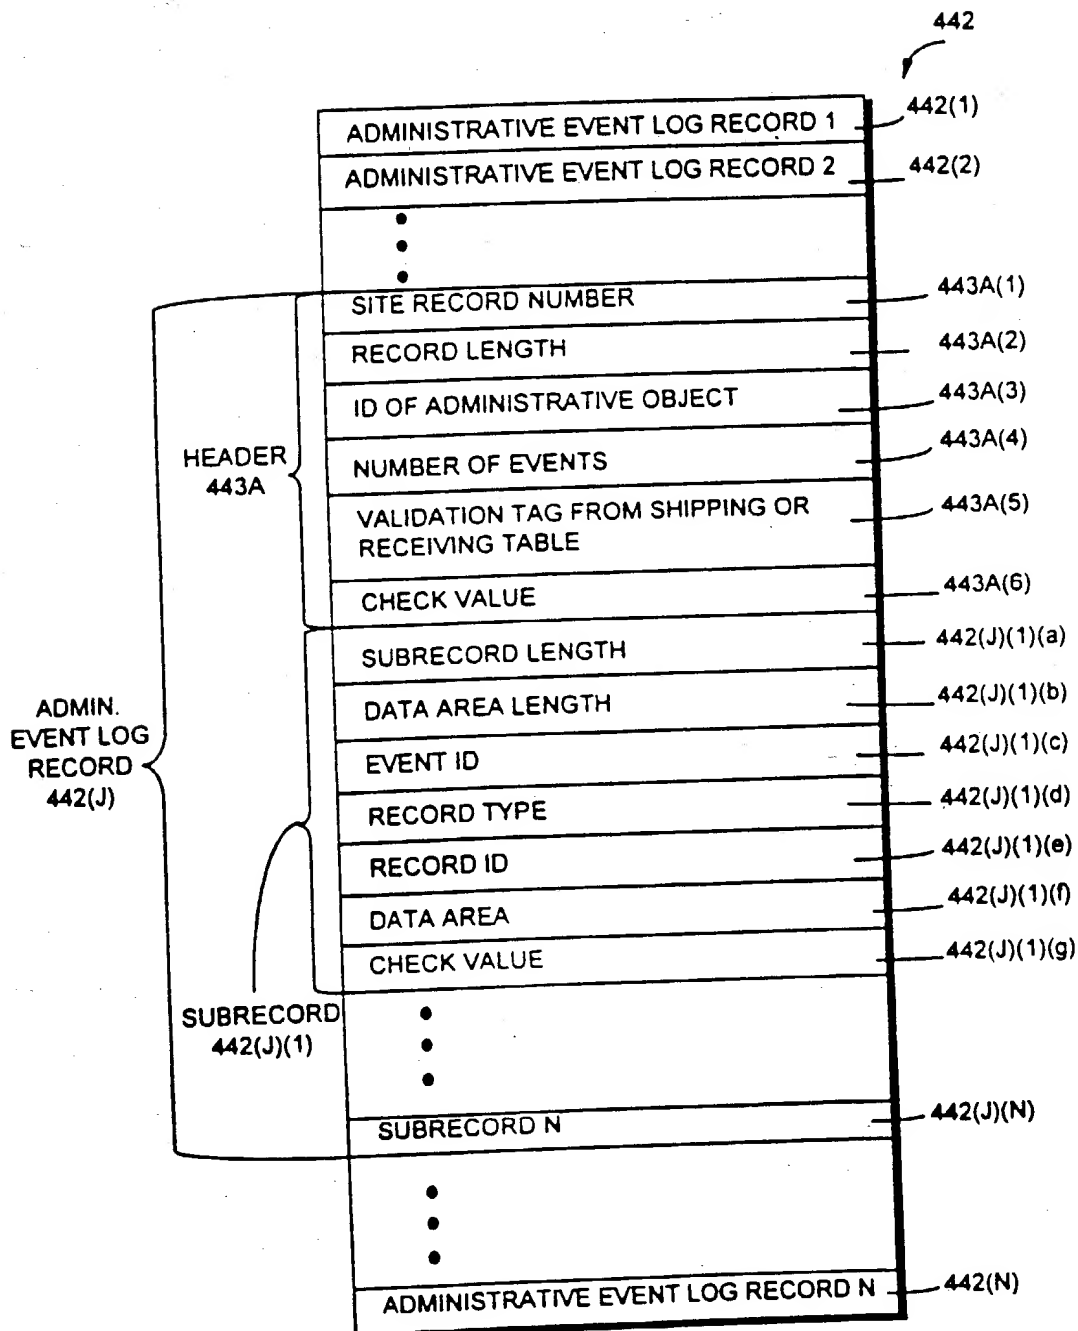 442
ADMINISTRATIVE EVENT LOG RECORD 1
442(1)
ADMINISTRATIVE EVENT LOG RECORD 2
442(2)
SITE RECORD NUMBER
443A(1)
RECORD LENGTH
443A(2)
ID OF ADMINISTRATIVE OBJECT
443A(3)
HEADER
443A
NUMBER OF EVENTS
443A(4)
VALIDATION TAG FROM SHIPPING OR
RECEIVING TABLE
443A(5)
CHECK VALUE
443A(6)
SUBRECORD LENGTH
442(J)(1)(a)
ADMIN.
EVENT LOG
RECORD
442(J)
DATA AREA LENGTH
442(J)(1)(b)
EVENT ID
442(J)(1)(c)
RECORD TYPE
442(J)(1)(d)
RECORD ID
442(J)(1)(e)
DATA AREA
442(J)(1)(f)
CHECK VALUE
442(J)(1)(g)
SUBRECORD
442(J)(1)
SUBRECORD N
442(J)(N)
ADMINISTRATIVE EVENT LOG RECORD N
442(N)